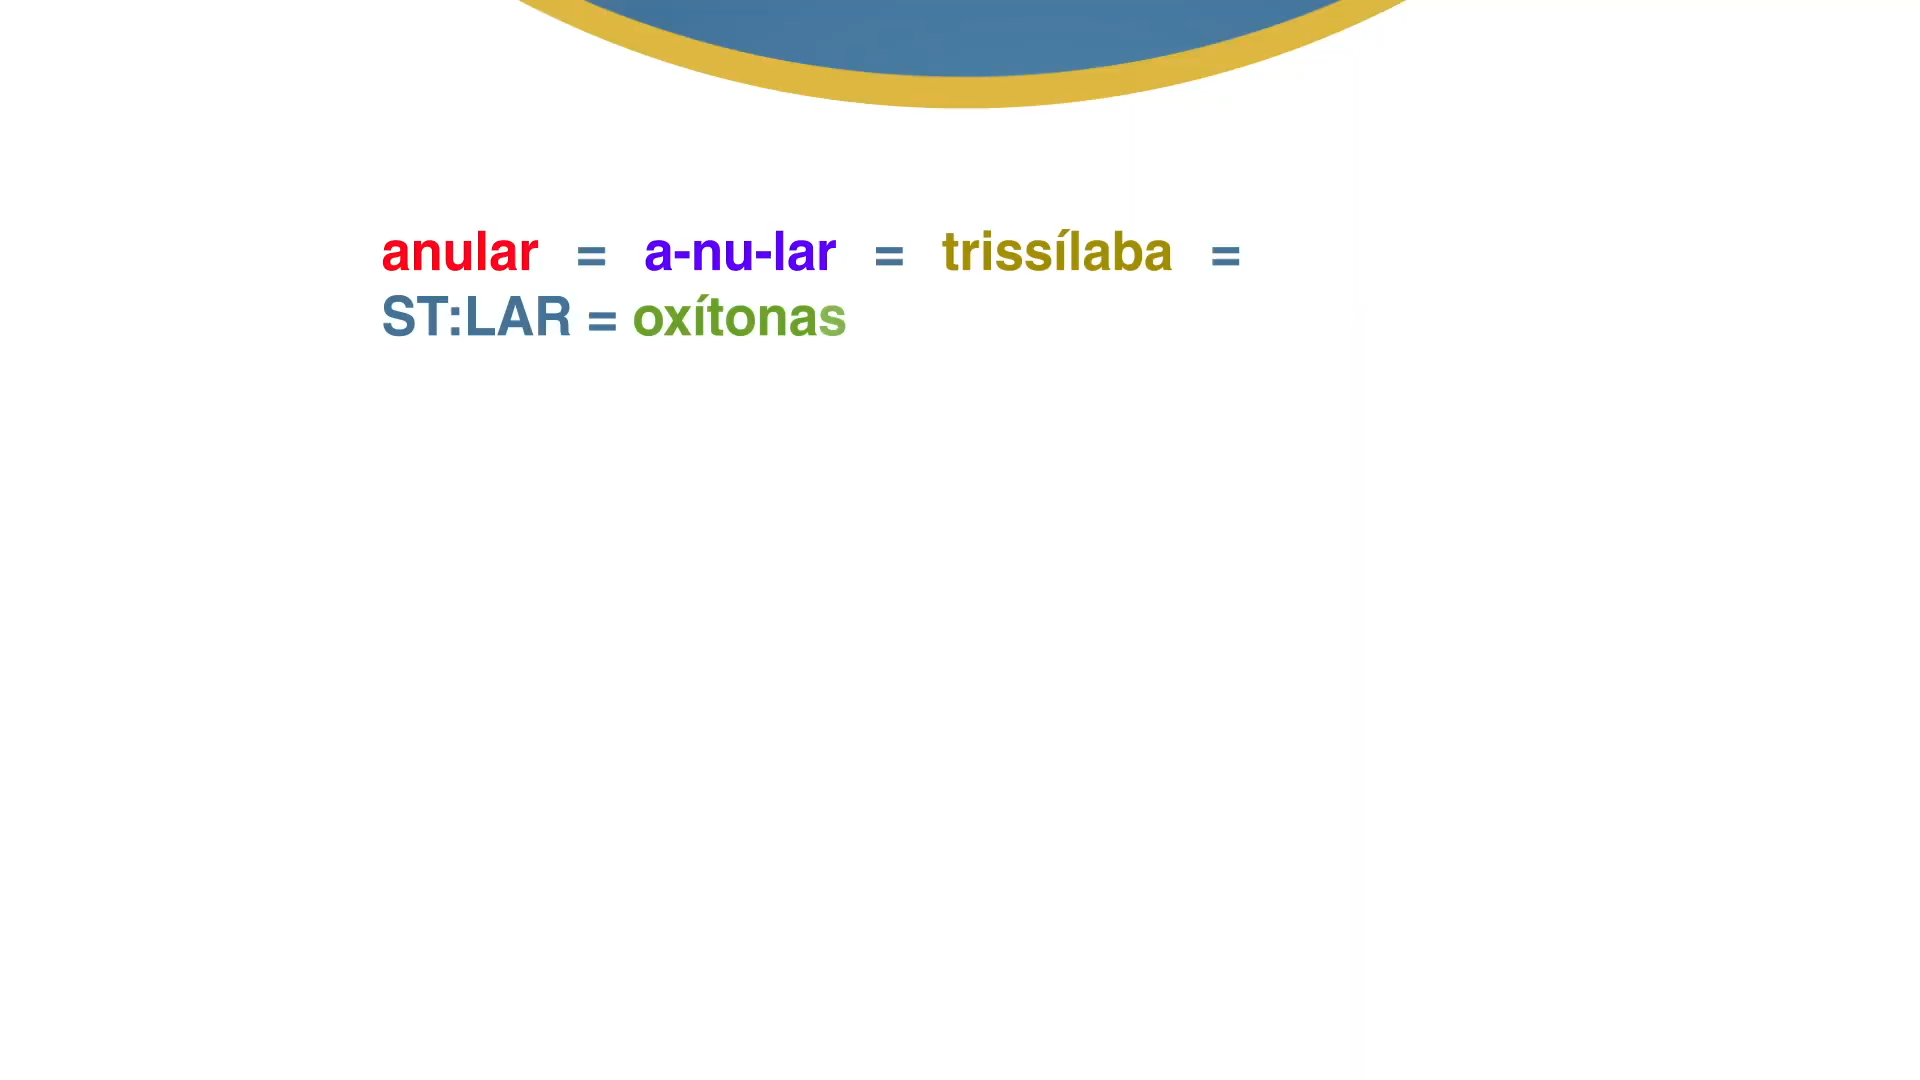 anular = a-nu-lar = trissílaba =
ST:LAR = oxítonas